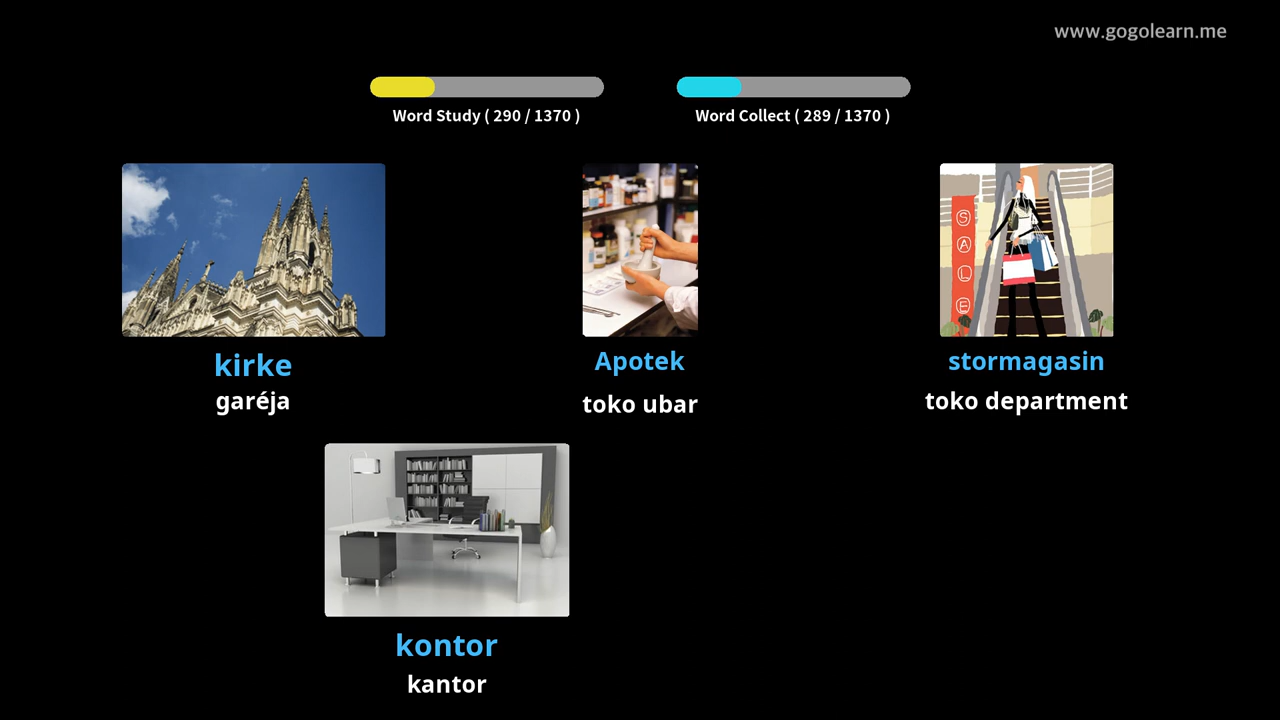 www.gogolearn.me
Word Study ( 290 / 1370 )
Word Collect ( 289 / 1370 )
SALE
kirke
garéja
Apotek
toko ubar
stormagasin
toko department
kontor
kantor